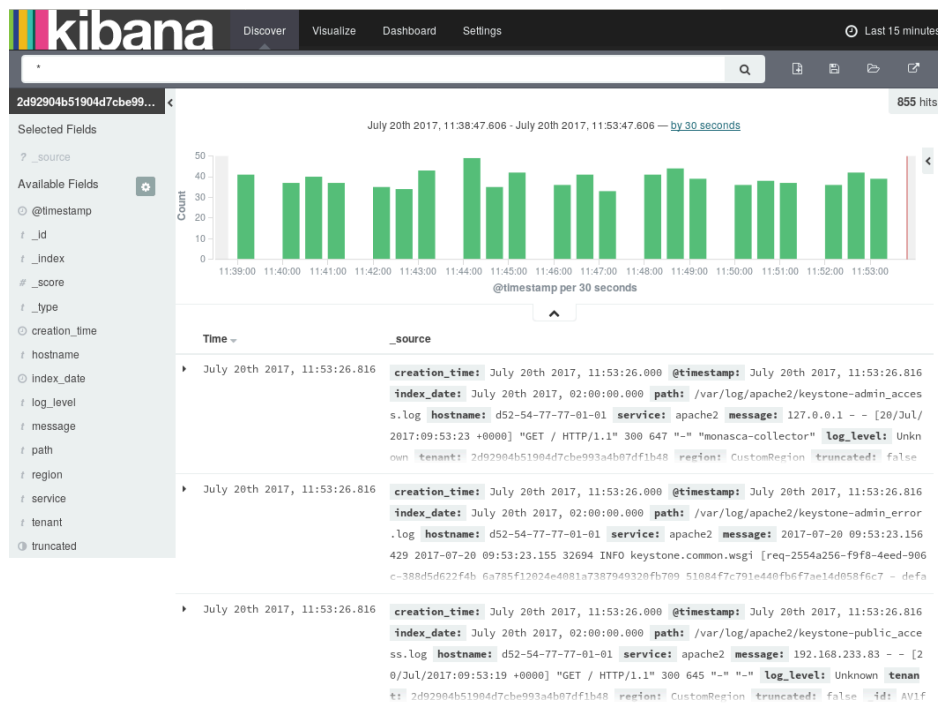 kibana Discover Visualize Dashboard Settings Last 15 minutes
*
2d92904b51904d7cbe99... 855 hits
Selected Fields
July 20th 2017, 11:38:47.606 - July 20th 2017, 11:53:47.606 — by 30 seconds
? _source
Available Fields
@timestamp
t _id
t _index
# _score
t _type
creation_time
t hostname
index_date
t log_level
t message
t path
t region
t service
t tenant
truncated
Count
50
40
30
20
10
0
11:39:00 11:40:00 11:41:00 11:42:00 11:43:00 11:44:00 11:45:00 11:46:00 11:47:00 11:48:00 11:49:00 11:50:00 11:51:00 11:52:00 11:53:00
@timestamp per 30 seconds
Time _source
July 20th 2017, 11:53:26.816 creation_time: July 20th 2017, 11:53:26.000 @timestamp: July 20th 2017, 11:53:26.816
index_date: July 20th 2017, 02:00:00.000 path: /var/log/apache2/keystone-admin_acces
s.log hostname: d52-54-77-77-01-01 service: apache2 message: 127.0.0.1 - - [20/Jul/
2017:09:53:23 +0000] "GET / HTTP/1.1" 300 647 "-" "monasca-collector" log_level: Unkn
own tenant: 2d92904b51904d7cbe993a4b07df1b48 region: CustomRegion truncated: false
July 20th 2017, 11:53:26.816 creation_time: July 20th 2017, 11:53:26.000 @timestamp: July 20th 2017, 11:53:26.816
index_date: July 20th 2017, 02:00:00.000 path: /var/log/apache2/keystone-admin_error
.log hostname: d52-54-77-77-01-01 service: apache2 message: 2017-07-20 09:53:23.156
429 2017-07-20 09:53:23.155 32694 INFO keystone.common.wsgi [req-2554a256-f9f8-4eed-906
c-388d5d622f4b 6a785f12024e4081a7387949320fb709 51084f7c791e440fb6f7ae14d058f6c7 - defa
July 20th 2017, 11:53:26.816 creation_time: July 20th 2017, 11:53:26.000 @timestamp: July 20th 2017, 11:53:26.816
index_date: July 20th 2017, 02:00:00.000 path: /var/log/apache2/keystone-public_acce
ss.log hostname: d52-54-77-77-01-01 service: apache2 message: 192.168.233.83 - - [2
0/Jul/2017:09:53:19 +0000] "GET / HTTP/1.1" 300 645 "-" "-" log_level: Unknown tenan
t: 2d92904b51904d7cbe993a4b07df1b48 region: CustomRegion truncated: false _id: AV1f